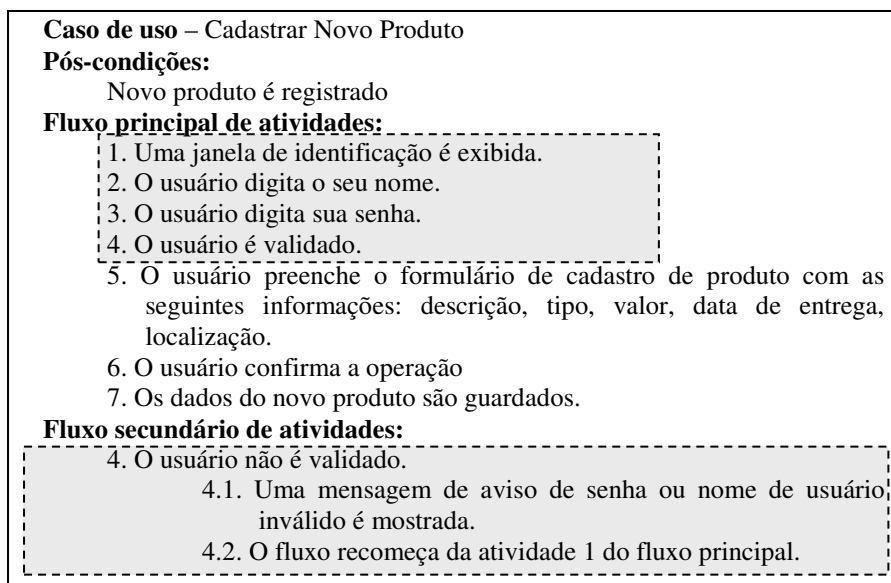 Caso de uso – Cadastrar Novo Produto
Pós-condições:
Novo produto é registrado
Fluxo principal de atividades:
1. Uma janela de identificação é exibida.
2. O usuário digita o seu nome.
3. O usuário digita sua senha.
4. O usuário é validado.
5. O usuário preenche o formulário de cadastro de produto com as
seguintes informações: descrição, tipo, valor, data de entrega,
localização.
6. O usuário confirma a operação
7. Os dados do novo produto são guardados.
Fluxo secundário de atividades:
4. O usuário não é validado.
4.1. Uma mensagem de aviso de senha ou nome de usuário
inválido é mostrada.
4.2. O fluxo recomeça da atividade 1 do fluxo principal.